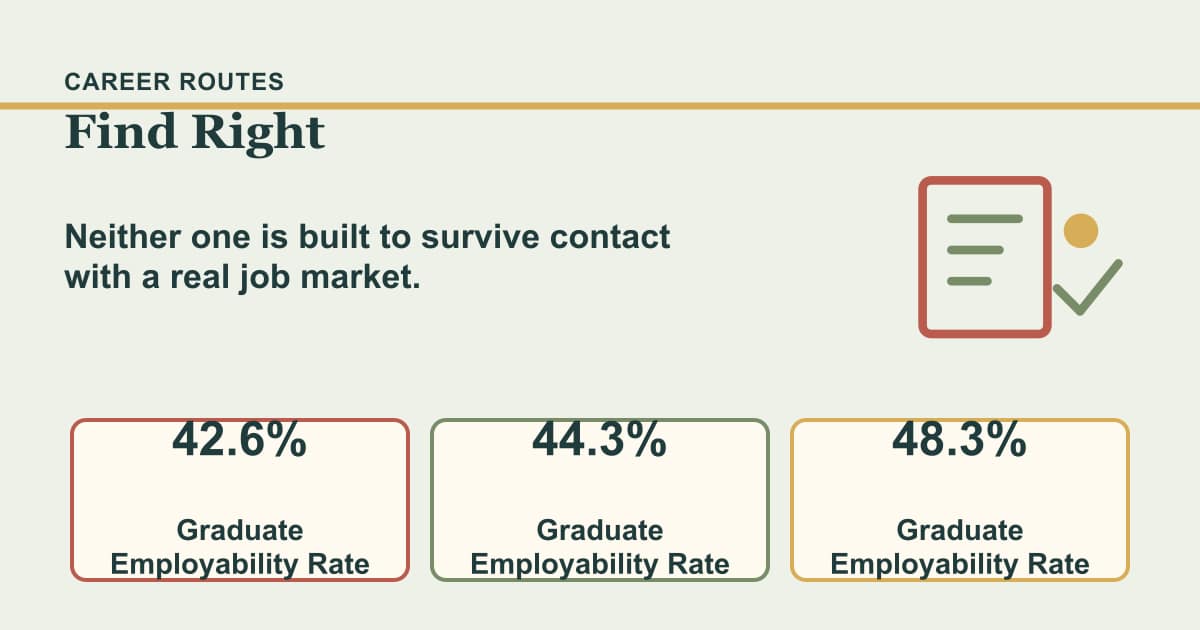 CAREER ROUTES
Find Right
Neither one is built to survive contact
with a real job market.
42.6%
Graduate
Employability Rate
44.3%
Graduate
Employability Rate
48.3%
Graduate
Employability Rate